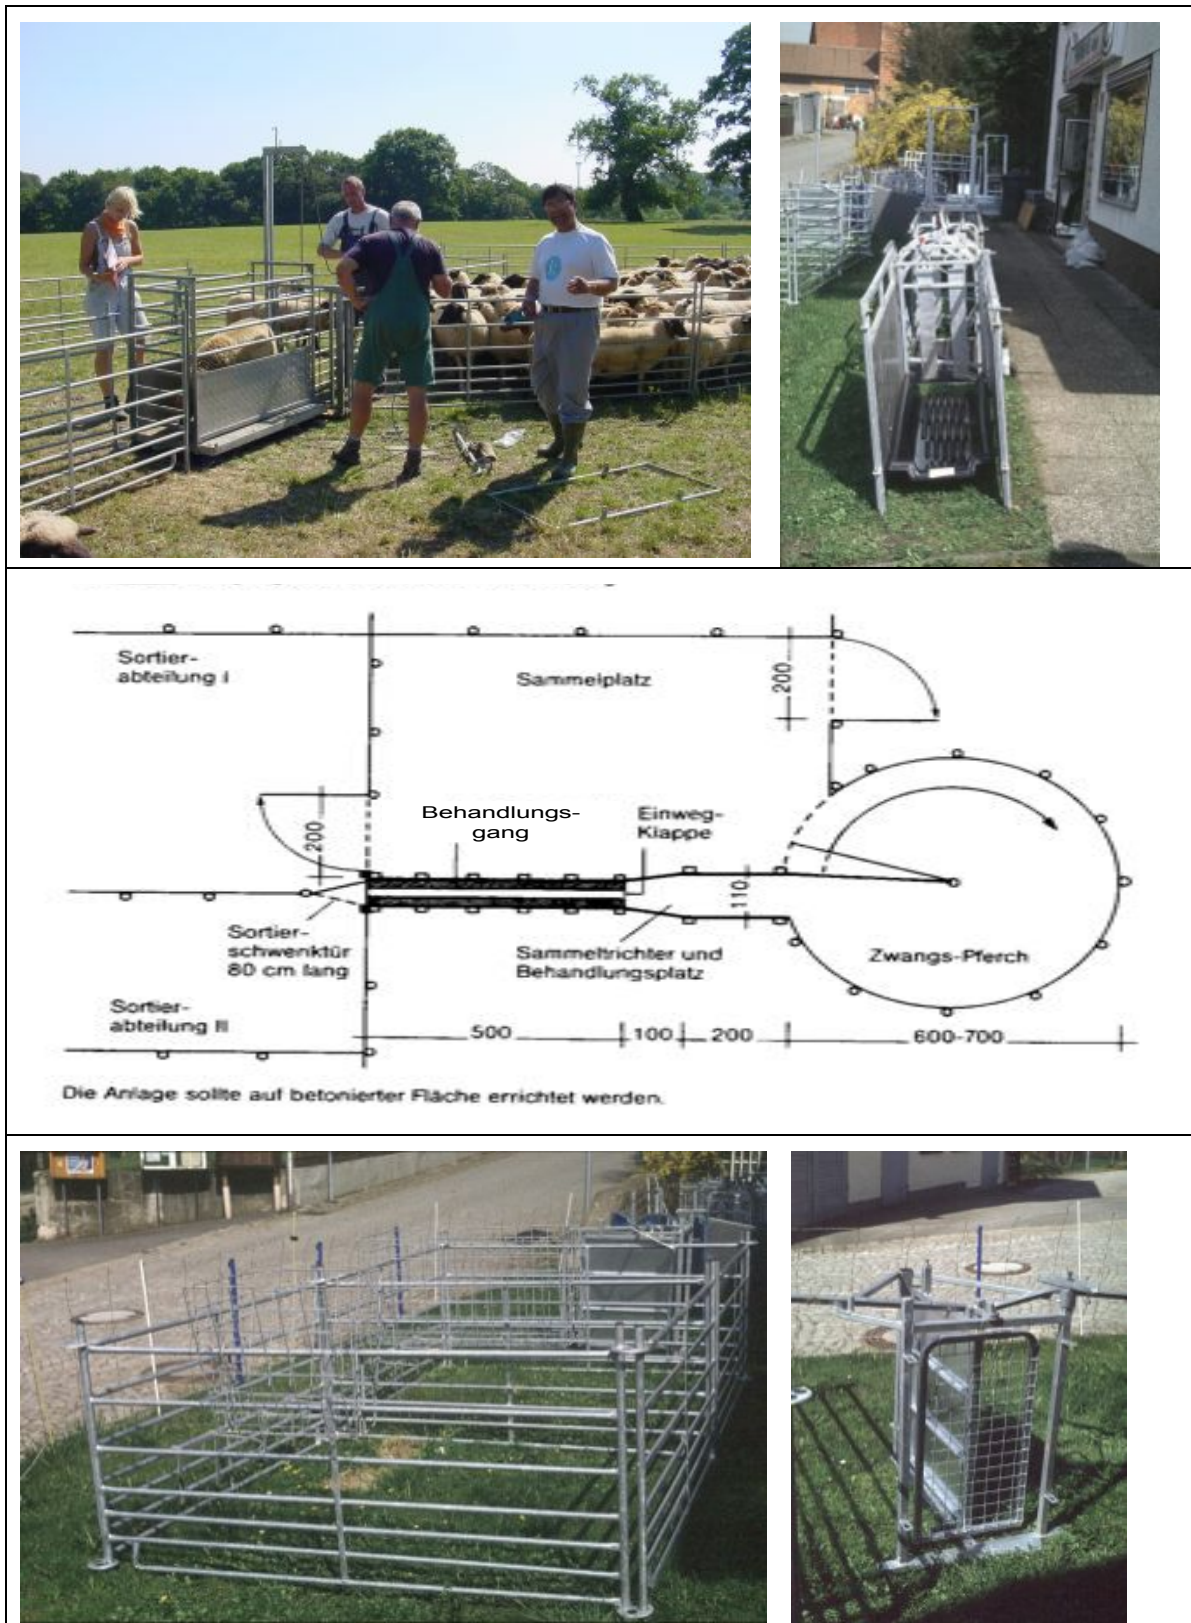 Sortier-
abteilung I
Sammelplatz
200
200
Behandlungs-
gang
Einweg-
Klappe
110
Sortier-
schwenktür
80 cm lang
Sammeltrichter und
Behandlungsplatz
Zwangs-Pferch
Sortier-
abteilung II
500
100
200
600-700
Die Anlage sollte auf betonierter Fläche errichtet werden.